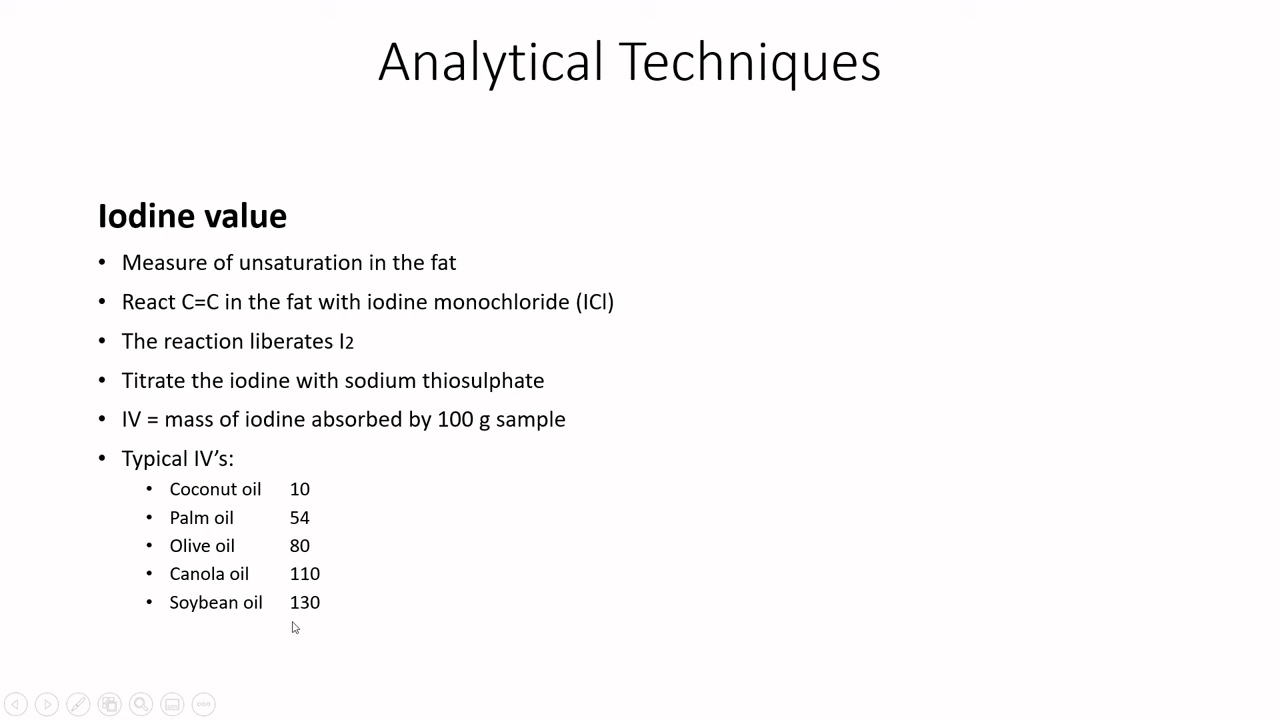 Analytical Techniques
Iodine value
• Measure of unsaturation in the fat
• React C=C in the fat with iodine monochloride (ICl)
• The reaction liberates I2
• Titrate the iodine with sodium thiosulphate
• IV = mass of iodine absorbed by 100 g sample
• Typical IV’s:
• Coconut oil 10
• Palm oil 54
• Olive oil 80
• Canola oil 110
• Soybean oil 130